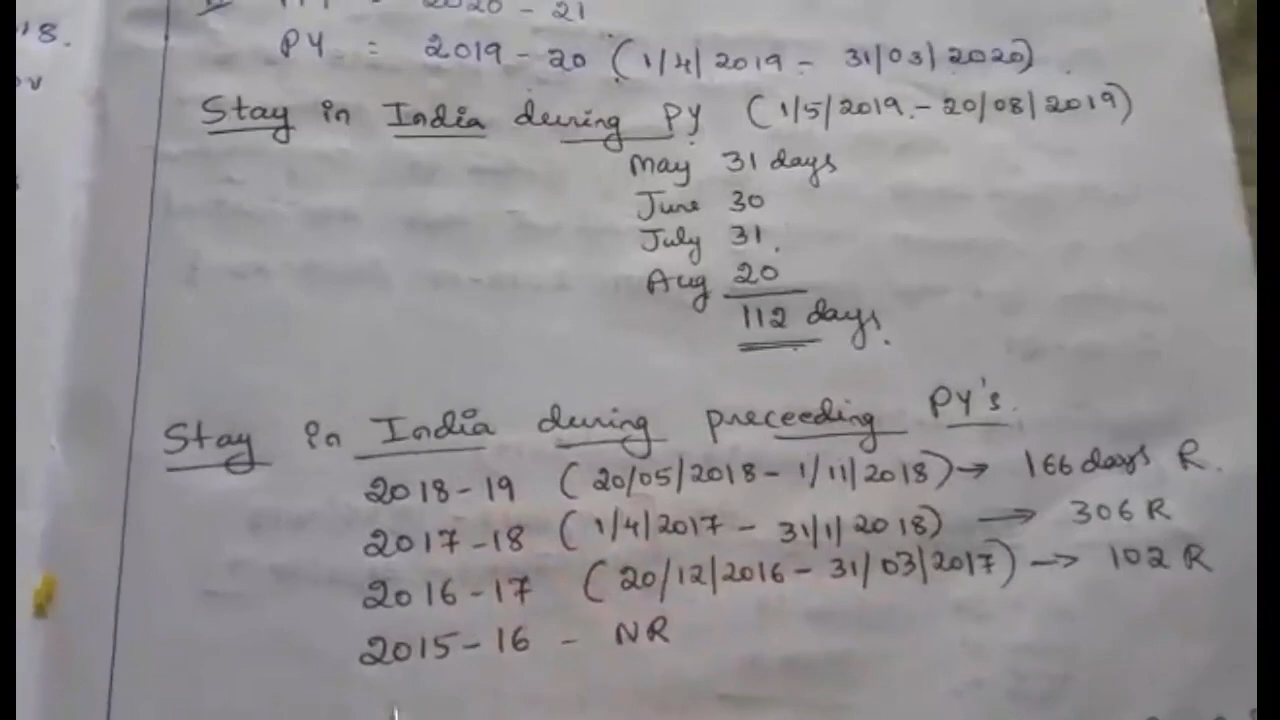 18.
2020 - 21
PY = 2019 - 20 (1/4/2019 - 31/03/2020)
Stay in India during PY (1/5/2019 - 20/08/2019)
May 31 days
June 30
July 31
Aug 20
112 days.
Stay in India during preceeding PY's.
2018-19 (20/05/2018 - 1/11/2018) → 166 days R.
2017-18 (1/4/2017 - 31/1/2018) → 306 R
2016-17 (20/12/2016 - 31/03/2017) → 102 R
2015-16 - NR